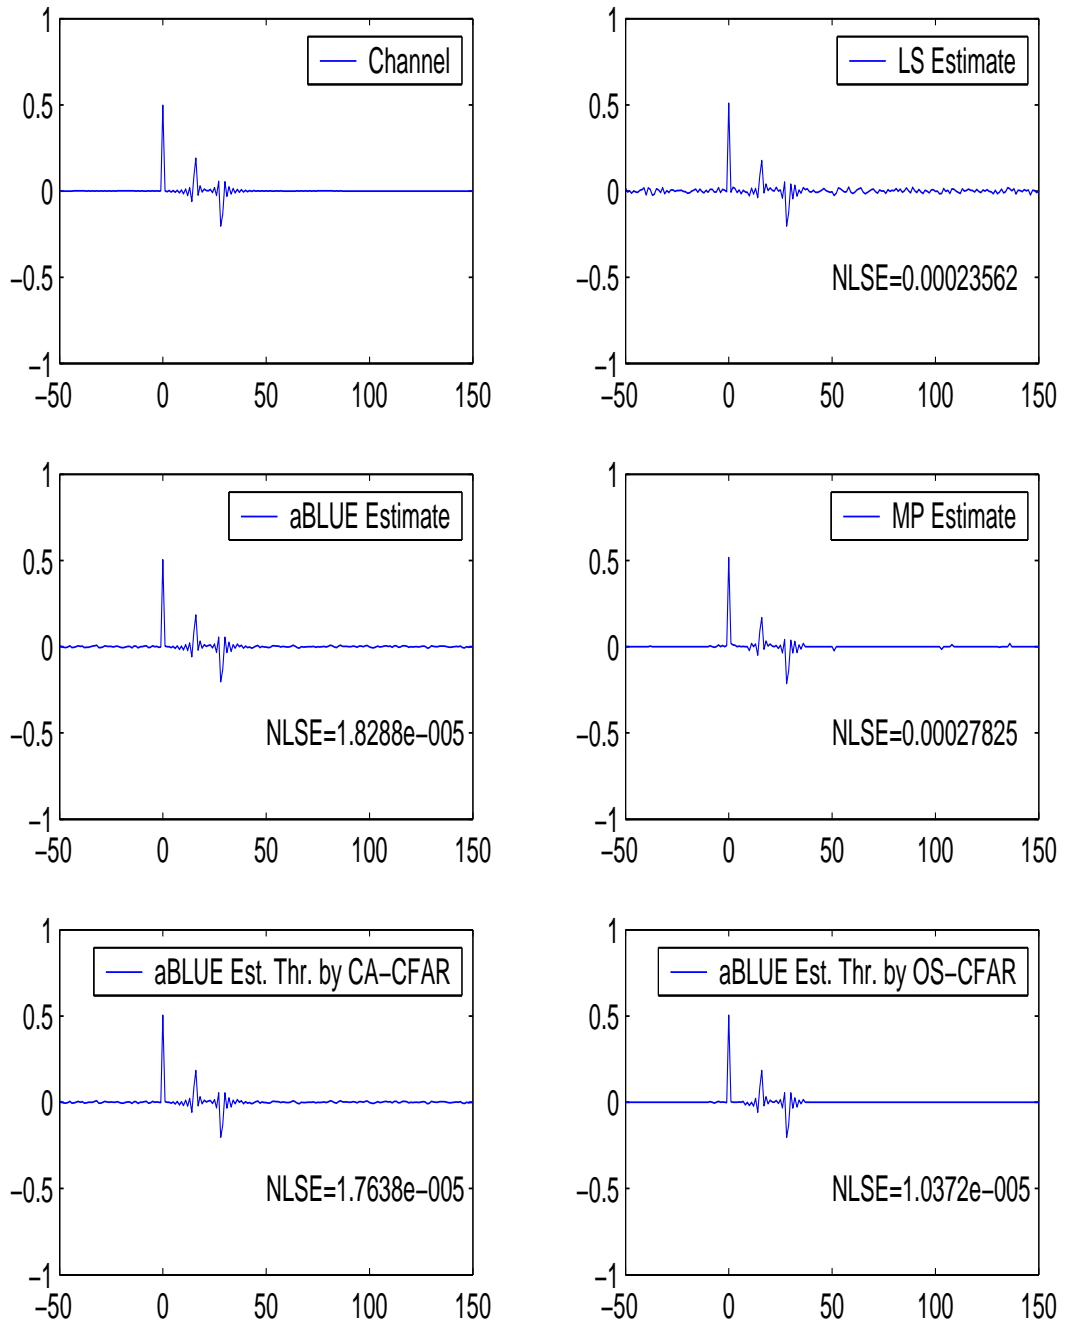 1
0.5
0
−0.5
−1
−50 0 50 100 150
Channel
1
0.5
0
−0.5
−1
−50 0 50 100 150
LS Estimate
NLSE=0.00023562
1
0.5
0
−0.5
−1
−50 0 50 100 150
aBLUE Estimate
NLSE=1.8288e−005
1
0.5
0
−0.5
−1
−50 0 50 100 150
MP Estimate
NLSE=0.00027825
1
0.5
0
−0.5
−1
−50 0 50 100 150
aBLUE Est. Thr. by CA−CFAR
NLSE=1.7638e−005
1
0.5
0
−0.5
−1
−50 0 50 100 150
aBLUE Est. Thr. by OS−CFAR
NLSE=1.0372e−005